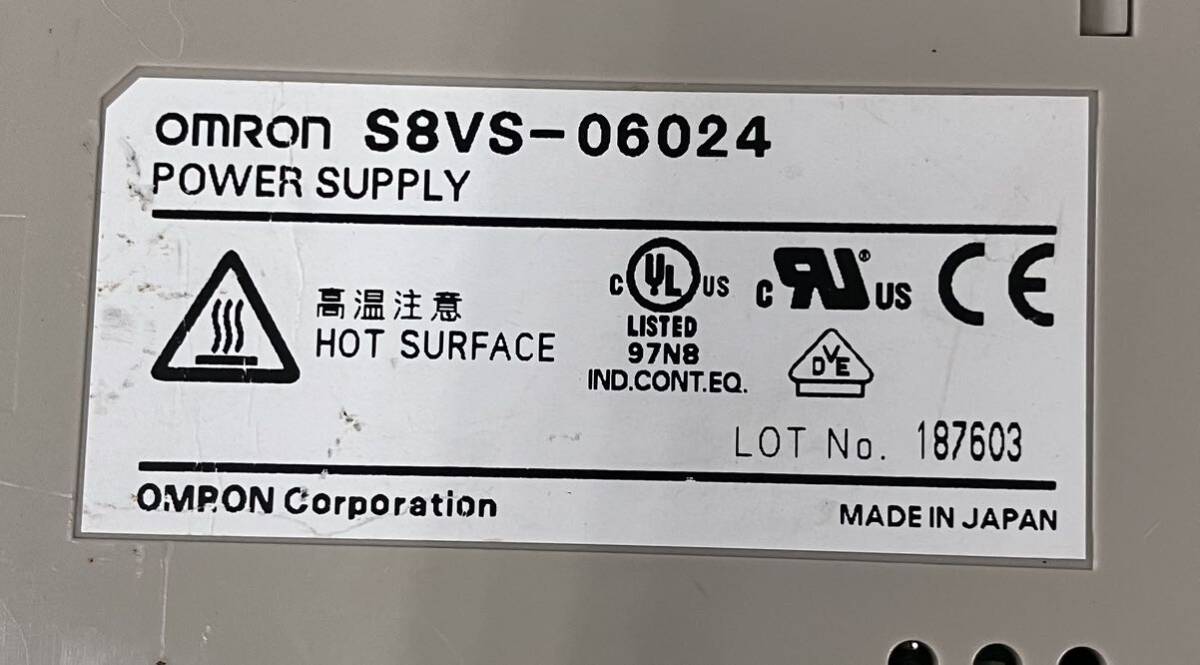 OMRON S8VS-06024
POWER SUPPLY
高温注意
HOT SURFACE
C UL US
LISTED
97N8
IND.CONT.EQ.
C RU® US
CE
DVE
LOT No. 187603
OMRON Corporation
MADE IN JAPAN